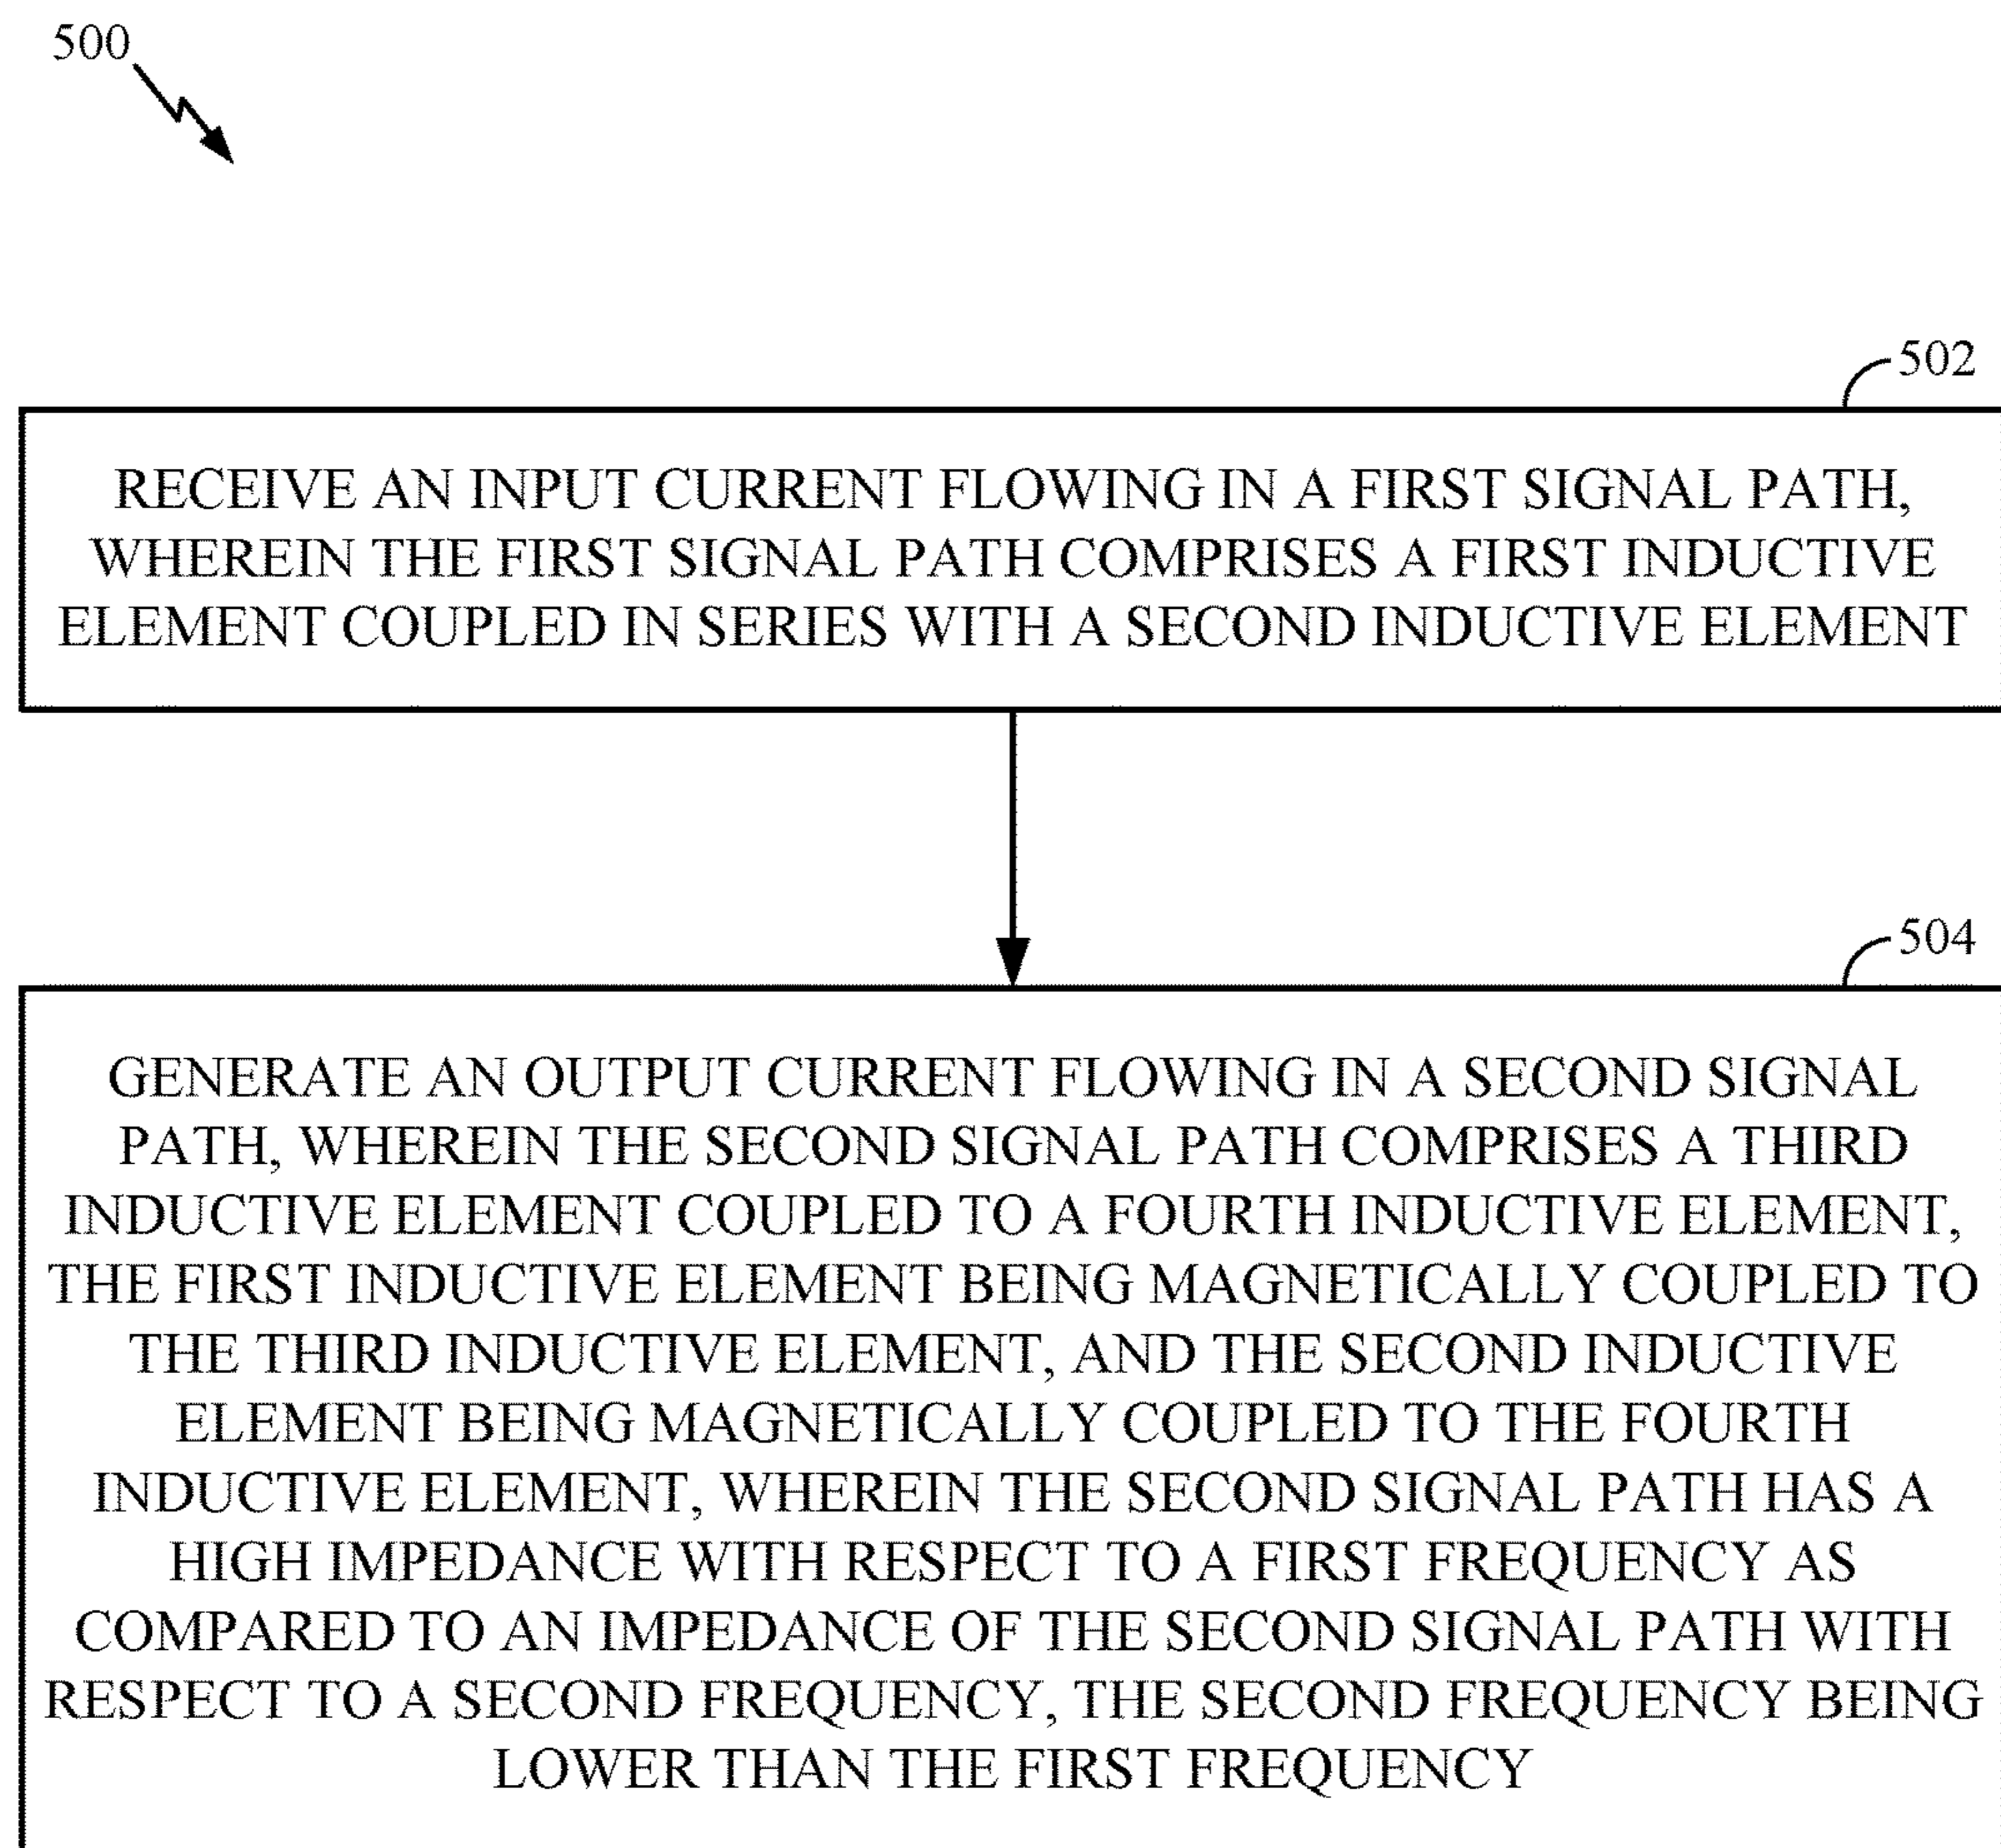 500
502
RECEIVE AN INPUT CURRENT FLOWING IN A FIRST SIGNAL PATH,
WHEREIN THE FIRST SIGNAL PATH COMPRISES A FIRST INDUCTIVE
ELEMENT COUPLED IN SERIES WITH A SECOND INDUCTIVE ELEMENT
504
GENERATE AN OUTPUT CURRENT FLOWING IN A SECOND SIGNAL
PATH, WHEREIN THE SECOND SIGNAL PATH COMPRISES A THIRD
INDUCTIVE ELEMENT COUPLED TO A FOURTH INDUCTIVE ELEMENT,
THE FIRST INDUCTIVE ELEMENT BEING MAGNETICALLY COUPLED TO
THE THIRD INDUCTIVE ELEMENT, AND THE SECOND INDUCTIVE
ELEMENT BEING MAGNETICALLY COUPLED TO THE FOURTH
INDUCTIVE ELEMENT, WHEREIN THE SECOND SIGNAL PATH HAS A
HIGH IMPEDANCE WITH RESPECT TO A FIRST FREQUENCY AS
COMPARED TO AN IMPEDANCE OF THE SECOND SIGNAL PATH WITH
RESPECT TO A SECOND FREQUENCY, THE SECOND FREQUENCY BEING
LOWER THAN THE FIRST FREQUENCY